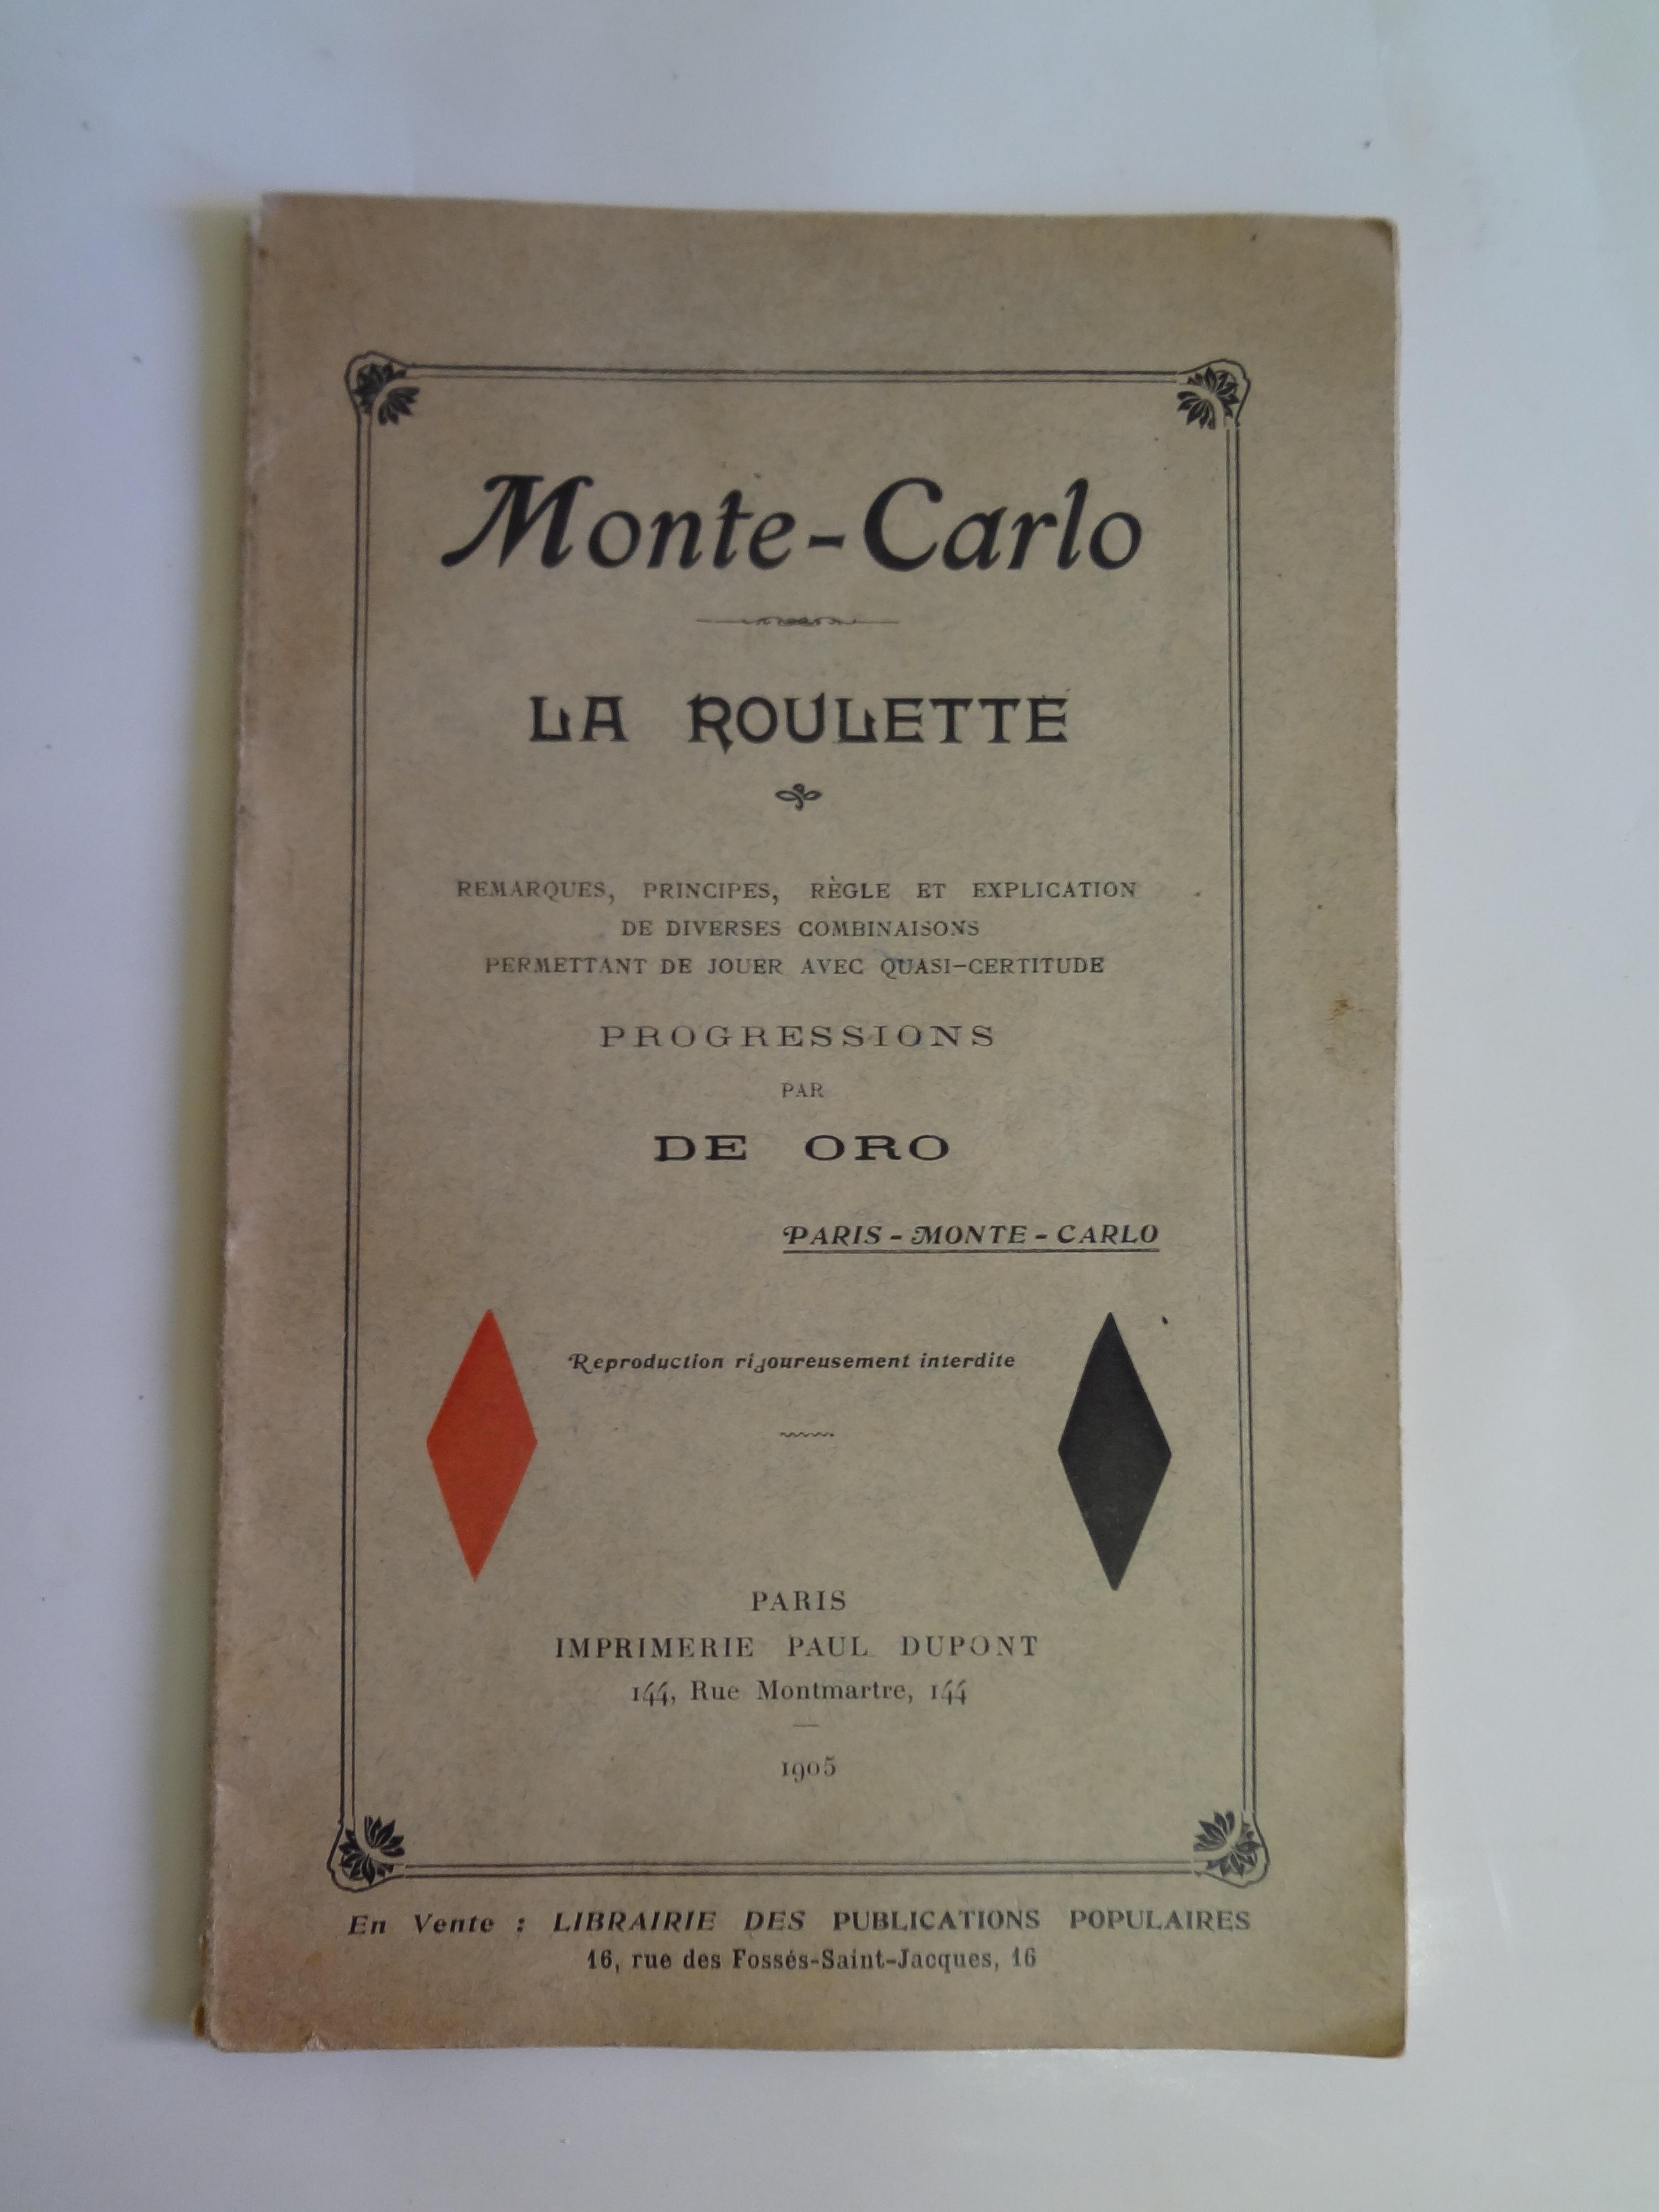 Monte-Carlo
LA ROULETTE
REMARQUES, PRINCIPES, RÈGLE ET EXPLICATION
DE DIVERSES COMBINAISONS
PERMETTANT DE JOUER AVEC QUASI-CERTITUDE
PROGRESSIONS
PAR
DE ORO
PARIS - MONTE - CARLO
Reproduction rigoureusement interdite
PARIS
IMPRIMERIE PAUL DUPONT
144, Rue Montmartre, 144
1905
En Vente : LIBRAIRIE DES PUBLICATIONS POPULAIRES
16, rue des Fossés-Saint-Jacques, 16